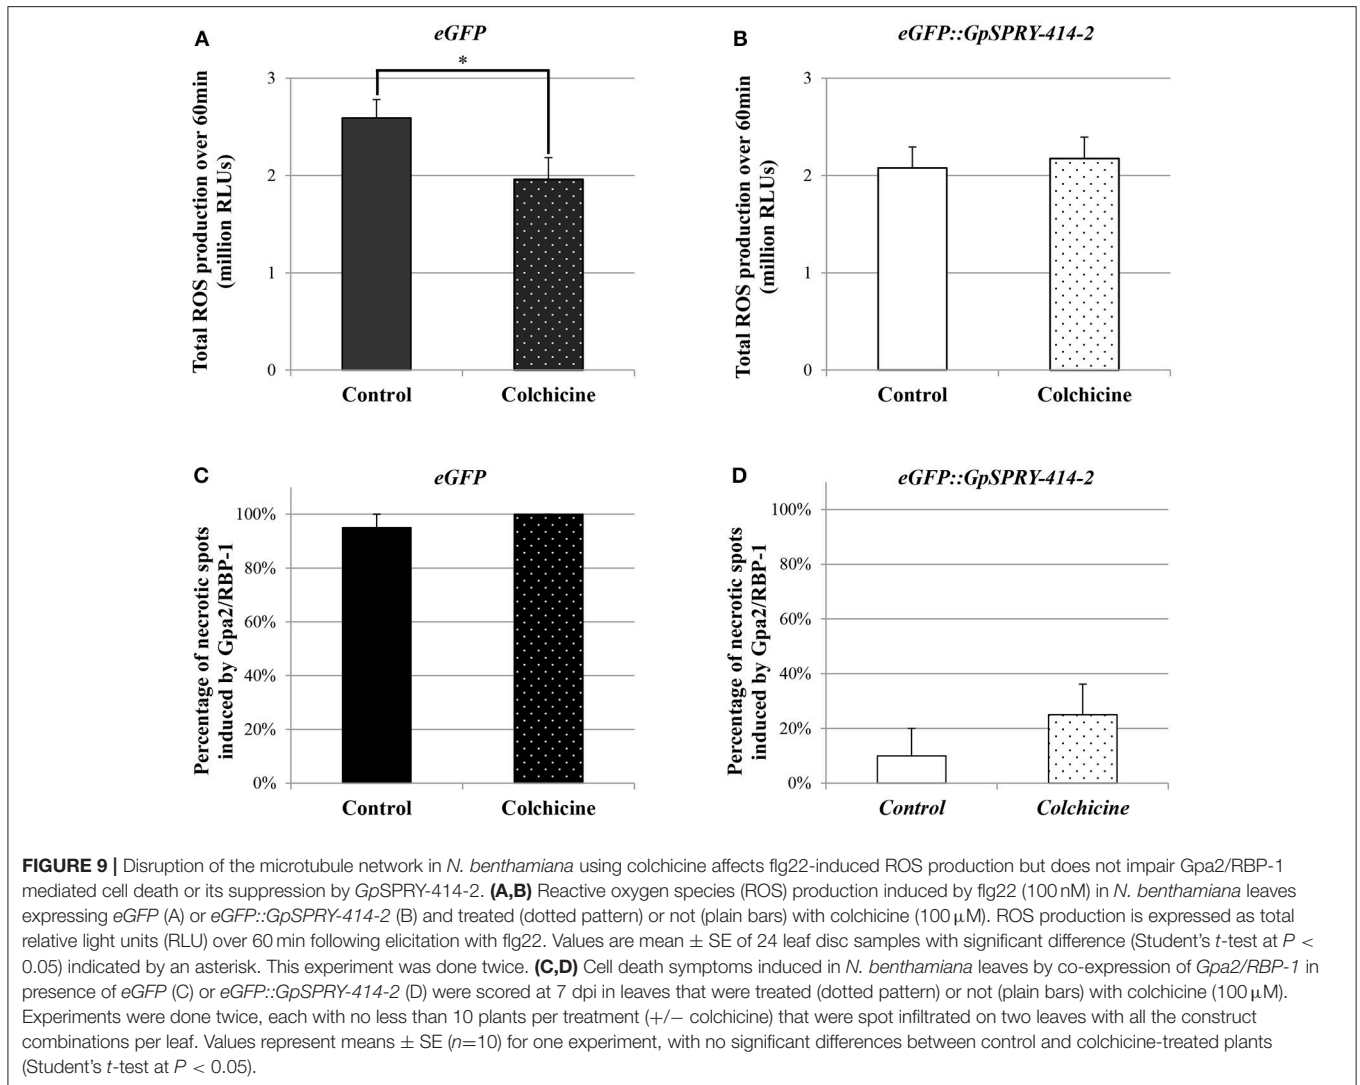 A
eGFP
*
Total ROS production over 60min
(million RLUs)
3
2
1
0
Control
Colchicine
B
eGFP::GpSPRY-414-2
Total ROS production over 60min
(million RLUs)
3
2
1
0
Control
Colchicine
C
eGFP
Percentage of necrotic spots
induced by Gpa2/RBP-1
100%
80%
60%
40%
20%
0%
Control
Colchicine
D
eGFP::GpSPRY-414-2
Percentage of necrotic spots
induced by Gpa2/RBP-1
100%
80%
60%
40%
20%
0%
Control
Colchicine
FIGURE 9 | Disruption of the microtubule network in N. benthamiana using colchicine affects flg22-induced ROS production but does not impair Gpa2/RBP-1
mediated cell death or its suppression by GpSPRY-414-2. (A,B) Reactive oxygen species (ROS) production induced by flg22 (100 nM) in N. benthamiana leaves
expressing eGFP (A) or eGFP::GpSPRY-414-2 (B) and treated (dotted pattern) or not (plain bars) with colchicine (100 μM). ROS production is expressed as total
relative light units (RLU) over 60 min following elicitation with flg22. Values are mean ± SE of 24 leaf disc samples with significant difference (Student's t-test at P <
0.05) indicated by an asterisk. This experiment was done twice. (C,D) Cell death symptoms induced in N. benthamiana leaves by co-expression of Gpa2/RBP-1 in
presence of eGFP (C) or eGFP::GpSPRY-414-2 (D) were scored at 7 dpi in leaves that were treated (dotted pattern) or not (plain bars) with colchicine (100 μM).
Experiments were done twice, each with no less than 10 plants per treatment (+/− colchicine) that were spot infiltrated on two leaves with all the construct
combinations per leaf. Values represent means ± SE (n=10) for one experiment, with no significant differences between control and colchicine-treated plants
(Student's t-test at P < 0.05).